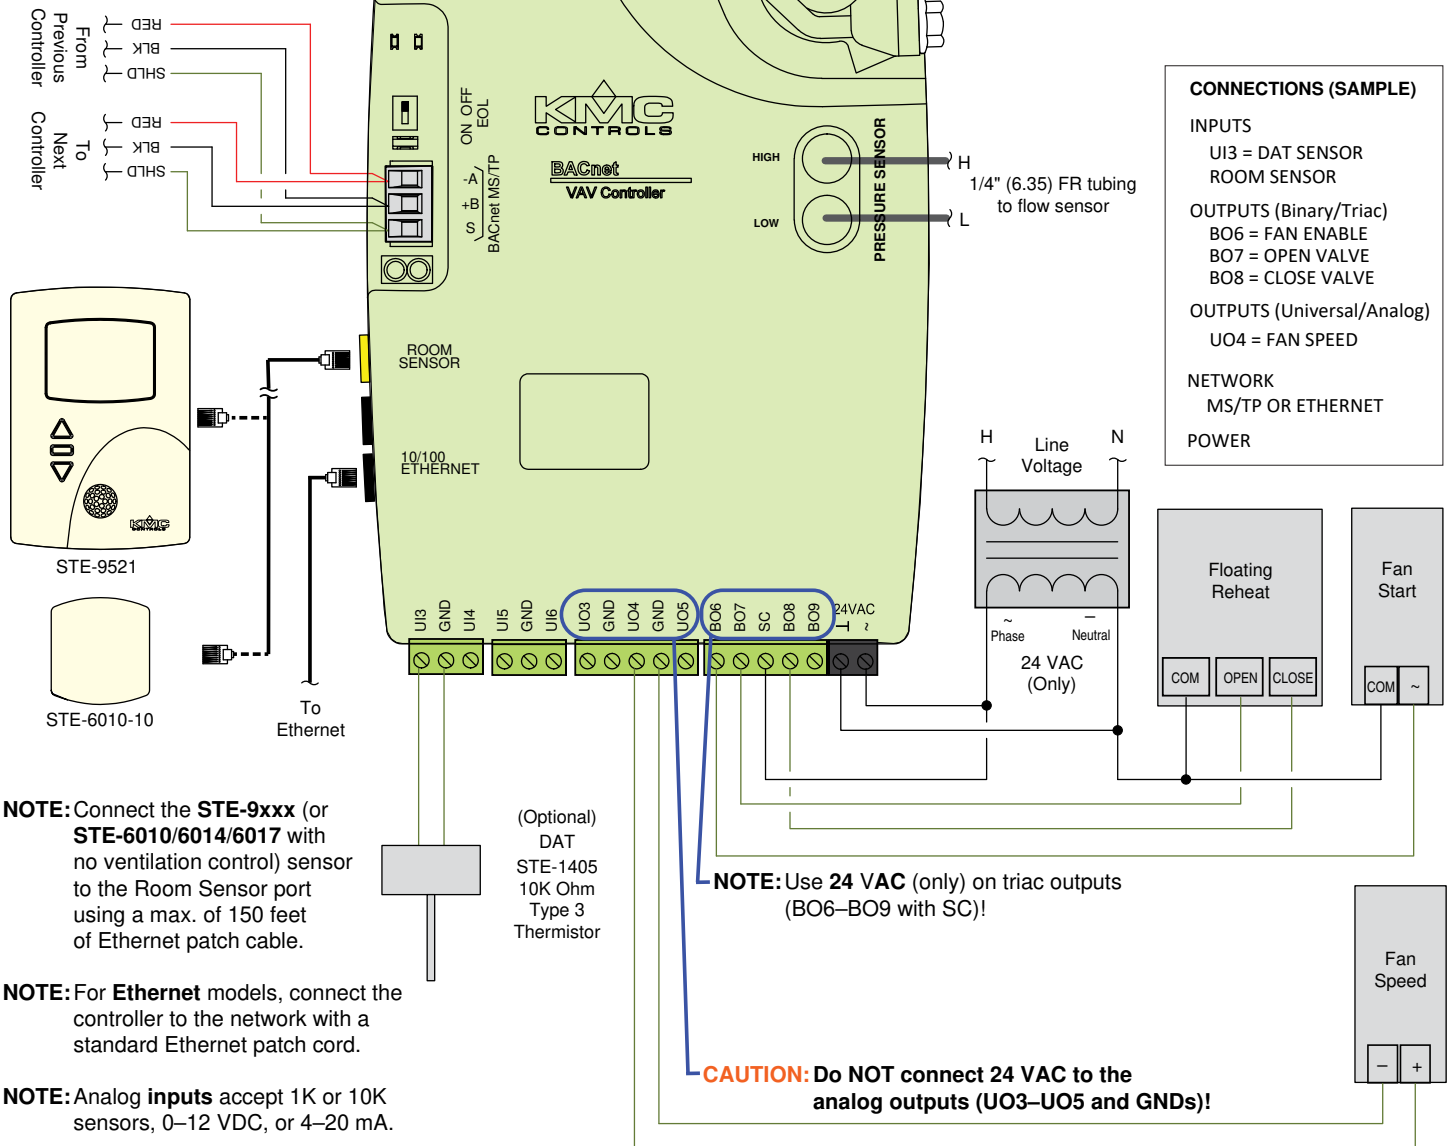 From
Previous
Controller
RED
BLK
SHLD
To
Next
Controller
RED
BLK
SHLD
ON OFF
EOL
-A
+B
S
BACnet MS/TP
KMC
CONTROLS
BACnet
VAV Controller
HIGH
LOW
PRESSURE SENSOR
H
1/4" (6.35) FR tubing
to flow sensor
L
CONNECTIONS (SAMPLE)
INPUTS
UI3 = DAT SENSOR
ROOM SENSOR
OUTPUTS (Binary/Triac)
BO6 = FAN ENABLE
BO7 = OPEN VALVE
BO8 = CLOSE VALVE
OUTPUTS (Universal/Analog)
UO4 = FAN SPEED
NETWORK
MS/TP OR ETHERNET
POWER
ROOM
SENSOR
10/100
ETHERNET
KMC
CONTROLS
STE-9521
STE-6010-10
To
Ethernet
UI3
GND
UI4
UI5
GND
UI6
UO3
GND
UO4
GND
UO5
BO6
BO7
SC
BO8
BO9
24VAC
⊥
~
H
Line
Voltage
N
~
Phase
–
Neutral
24 VAC
(Only)
Floating
Reheat
COM
OPEN
CLOSE
Fan
Start
COM
~
NOTE: Connect the STE-9xxx (or
STE-6010/6014/6017 with
no ventilation control) sensor
to the Room Sensor port
using a max. of 150 feet
of Ethernet patch cable.
(Optional)
DAT
STE-1405
10K Ohm
Type 3
Thermistor
NOTE: Use 24 VAC (only) on triac outputs
(BO6–BO9 with SC)!
Fan
Speed
–
+
NOTE: For Ethernet models, connect the
controller to the network with a
standard Ethernet patch cord.
CAUTION: Do NOT connect 24 VAC to the
analog outputs (UO3–UO5 and GNDs)!
NOTE: Analog inputs accept 1K or 10K
sensors, 0–12 VDC, or 4–20 mA.